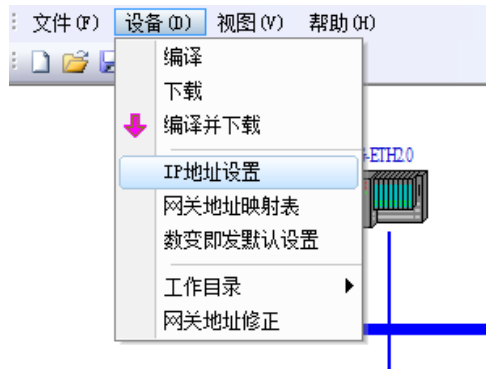 文件(F) 设备(D) 视图(V) 帮助(H)
编译
下载
编译并下载
-ETH2.0
IP地址设置
网关地址映射表
数变即发默认设置
工作目录
网关地址修正